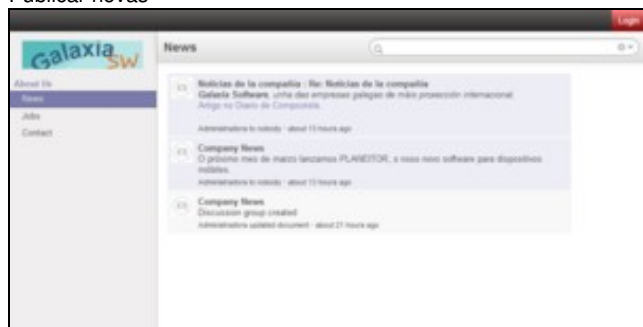 Publicar novas
Login
Galaxia
SW
News
About Us
News
Jobs
Contact
Noticias de la compañía : Re: Noticias de la compañía
Galaxia Software, unha das empresas galegas de máis proxección internacional.
Artigo no Diario de Compostela.
Administradora to nobody - about 13 hours ago
Company News
O próximo mes de marzo lanzamos PLANEITOR, o noso novo software para dispositivos
móbiles.
Administradora to nobody - about 13 hours ago
Company News
Discussion group created
Administradora updated document - about 21 hours ago